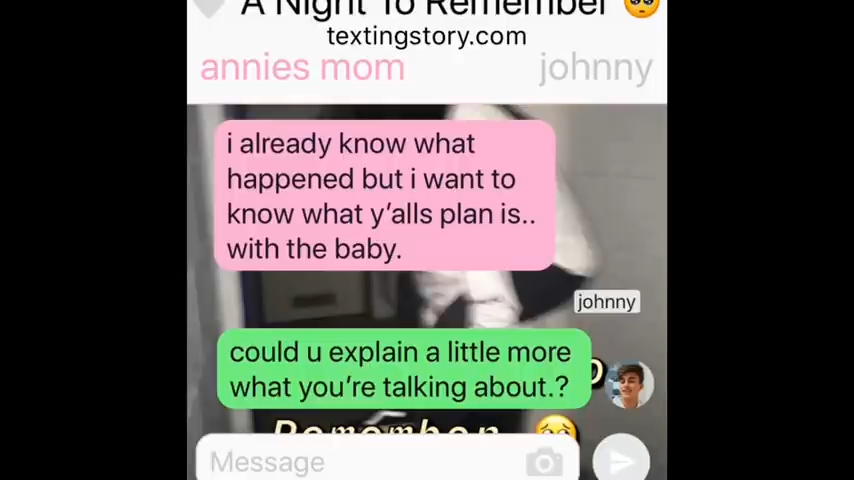 A Night To Remember 🥺
textingstory.com
annies mom
johnny
i already know what
happened but i want to
know what y'alls plan is..
with the baby.
johnny
could u explain a little more
what you're talking about.?
Remember 🥺
Message